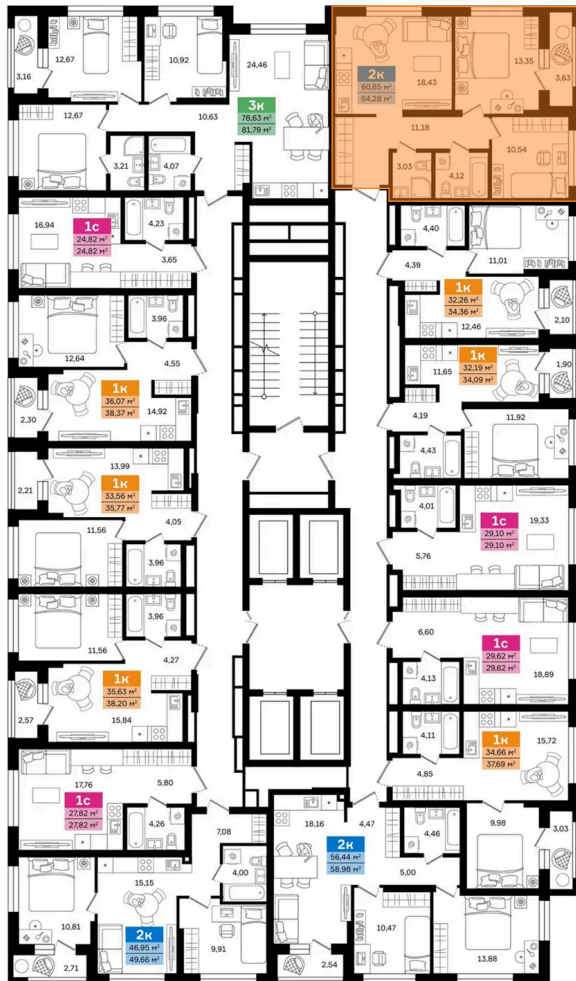 3,16
12,67
10,92
24,46
12,67
10,63
3к
78,63 м²
81,79 м²
3,21
4,07
2к
60,65 м²
64,28 м²
18,43
13,35
3,63
11,18
3,03
4,12
10,54
16,94
1с
24,82 м²
24,82 м²
4,23
3,65
4,40
4,39
11,01
1к
32,26 м²
34,36 м²
12,46
2,10
12,64
3,96
4,55
1к
36,07 м²
38,37 м²
14,92
2,30
11,65
1к
32,19 м²
34,09 м²
1,90
4,19
4,43
11,92
13,99
1к
33,56 м²
35,77 м²
2,21
4,05
11,56
3,96
4,01
1с
29,10 м²
29,10 м²
19,33
5,76
11,56
3,96
4,27
1к
35,63 м²
38,20 м²
2,57
15,84
6,60
1с
29,62 м²
29,62 м²
4,13
18,89
4,11
1к
34,66 м²
37,69 м²
15,72
4,85
17,76
5,80
1с
27,82 м²
27,82 м²
4,26
7,08
4,00
15,15
10,81
2к
46,95 м²
49,66 м²
9,91
2,71
18,16
4,47
2к
56,44 м²
58,98 м²
4,46
5,00
9,98
3,03
10,47
2,54
13,88